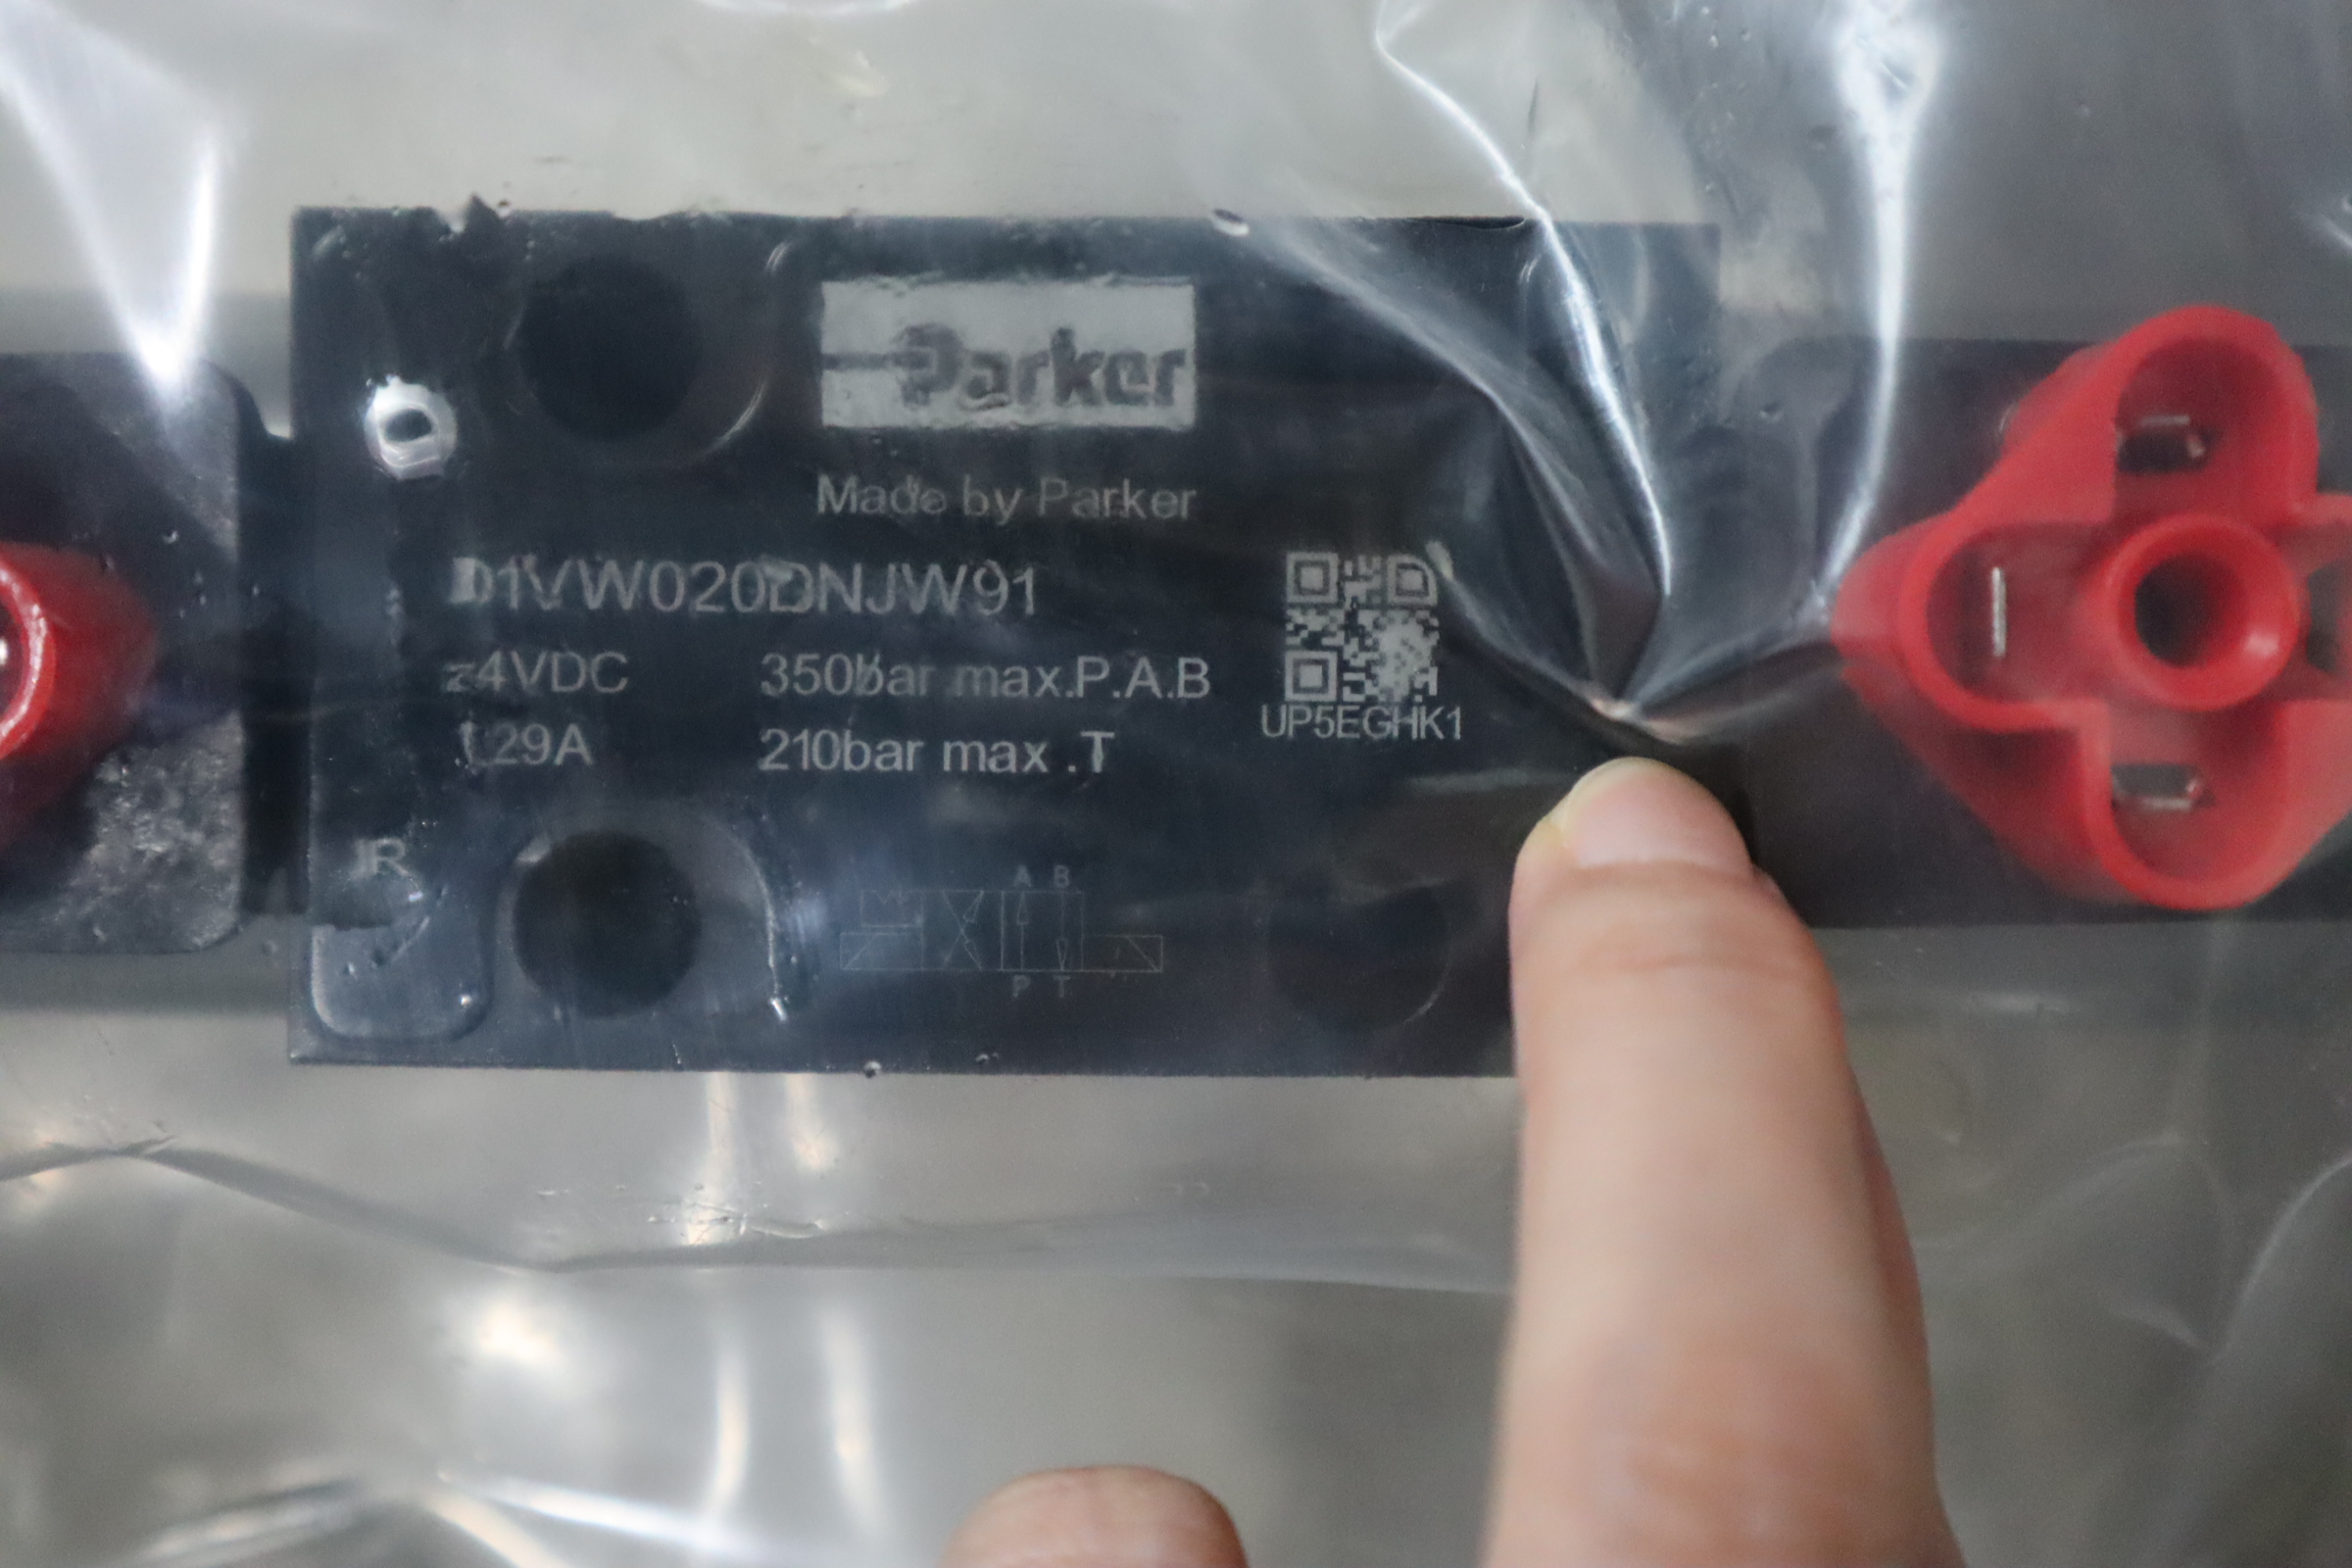 Parker
Made by Parker
D1VW020DNJW91
24VDC 350bar max.P.A.B
1.29A 210bar max .T
UP5EGHK1
A B
P T